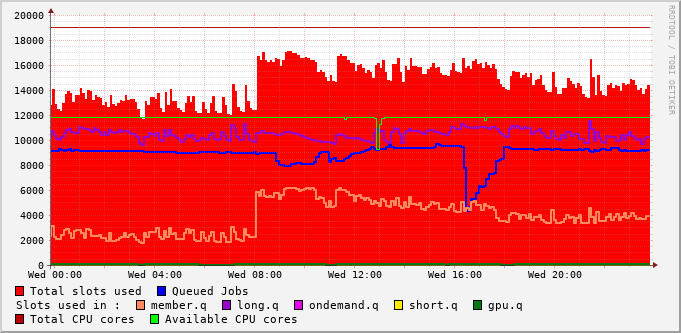 20000
18000
16000
14000
12000
10000
8000
6000
4000
2000
0
Wed 00:00 Wed 04:00 Wed 08:00 Wed 12:00 Wed 16:00 Wed 20:00
Total slots used Queued Jobs
Slots used in : member.q long.q ondemand.q short.q gpu.q
Total CPU cores Available CPU cores
RRDTOOL / TOBI OETIKER